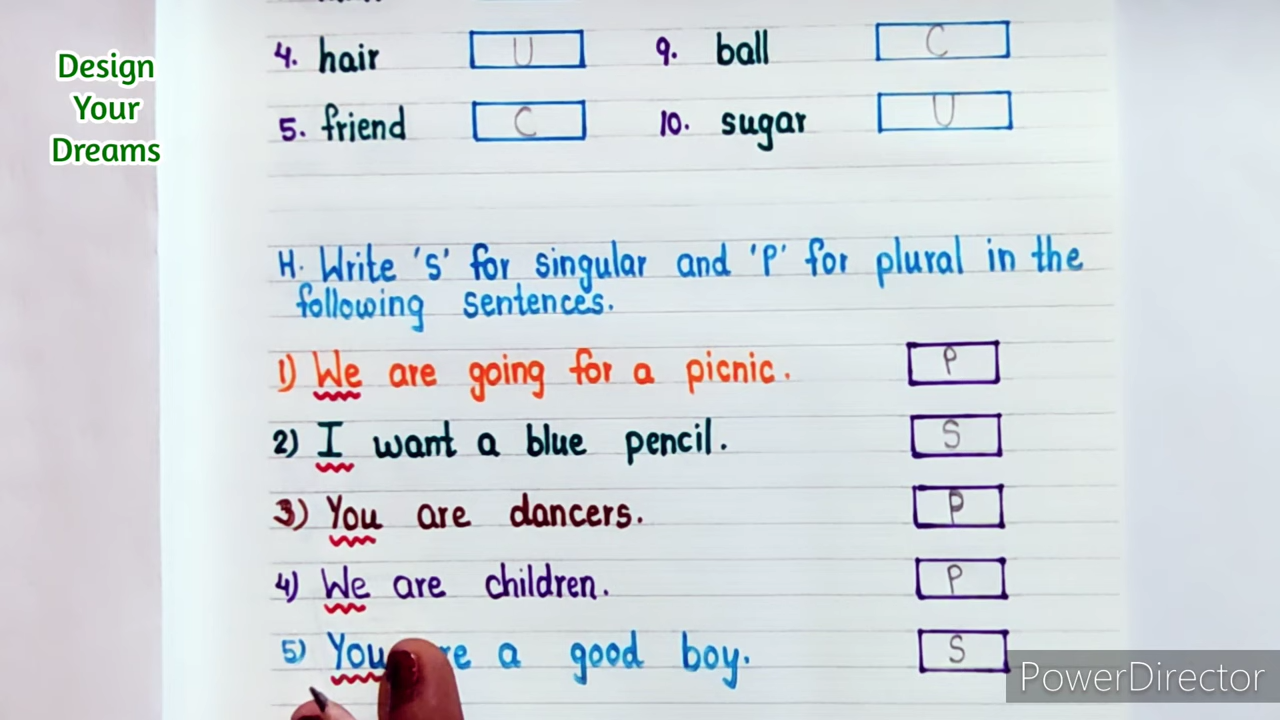 Design
Your
Dreams
4. hair U 9. ball C
5. friend C 10. sugar U
H. Write 's' for singular and 'P' for plural in the
following sentences.
1) We are going for a picnic. P
2) I want a blue pencil. S
3) You are dancers. P
4) We are children. P
5) You re a good boy. S
PowerDirector